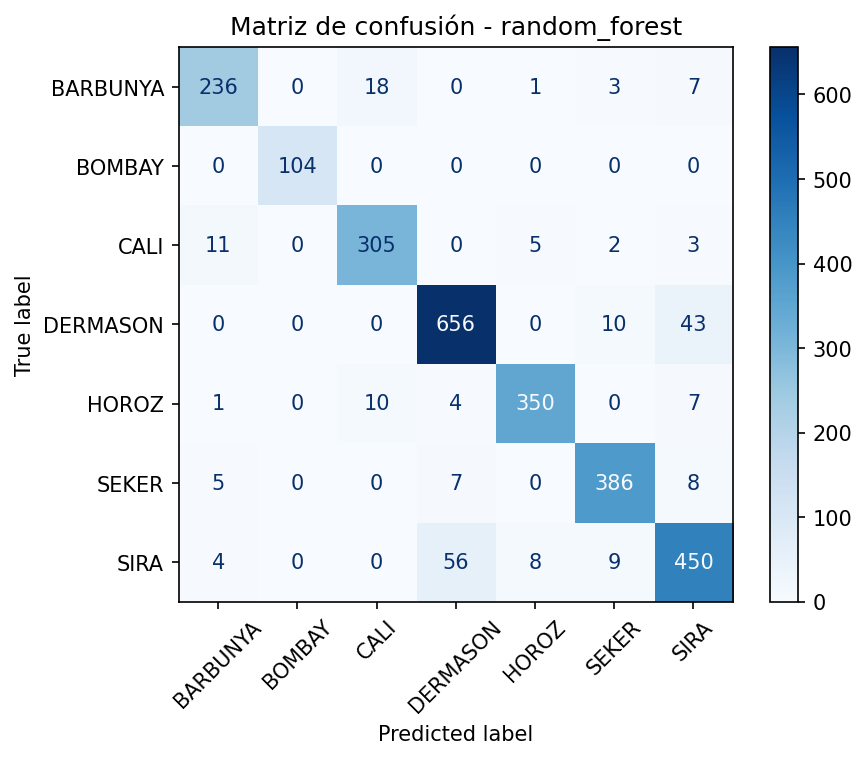 Matriz de confusión - random_forest
BARBUNYA 236 0 18 0 1 3 7
BOMBAY 0 104 0 0 0 0 0
CALI 11 0 305 0 5 2 3
DERMASON 0 0 0 656 0 10 43
HOROZ 1 0 10 4 350 0 7
SEKER 5 0 0 7 0 386 8
SIRA 4 0 0 56 8 9 450
BARBUNYA BOMBAY CALI DERMASON HOROZ SEKER SIRA
Predicted label
True label
600
500
400
300
200
100
0